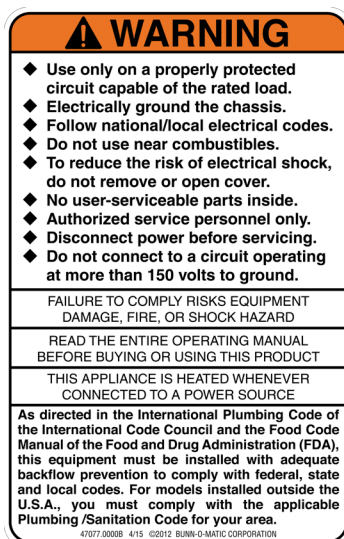 WARNING
◆ Use only on a properly protected
circuit capable of the rated load.
◆ Electrically ground the chassis.
◆ Follow national/local electrical codes.
◆ Do not use near combustibles.
◆ To reduce the risk of electrical shock,
do not remove or open cover.
◆ No user-serviceable parts inside.
◆ Authorized service personnel only.
◆ Disconnect power before servicing.
◆ Do not connect to a circuit operating
at more than 150 volts to ground.
FAILURE TO COMPLY RISKS EQUIPMENT
DAMAGE, FIRE, OR SHOCK HAZARD
READ THE ENTIRE OPERATING MANUAL
BEFORE BUYING OR USING THIS PRODUCT
THIS APPLIANCE IS HEATED WHENEVER
CONNECTED TO A POWER SOURCE
As directed in the International Plumbing Code of
the International Code Council and the Food Code
Manual of the Food and Drug Administration (FDA),
this equipment must be installed with adequate
backflow prevention to comply with federal, state
and local codes. For models installed outside the
U.S.A., you must comply with the applicable
Plumbing /Sanitation Code for your area.
47077.0000B 4/15 ©2012 BUNN-O-MATIC CORPORATION